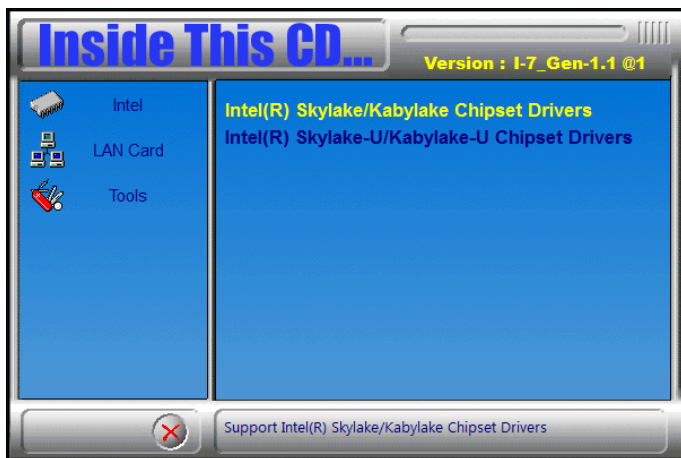 Inside This CD...
Version : I-7_Gen-1.1 @1
Intel
LAN Card
Tools
Intel(R) Skylake/Kabylake Chipset Drivers
Intel(R) Skylake-U/Kabylake-U Chipset Drivers
Support Intel(R) Skylake/Kabylake Chipset Drivers